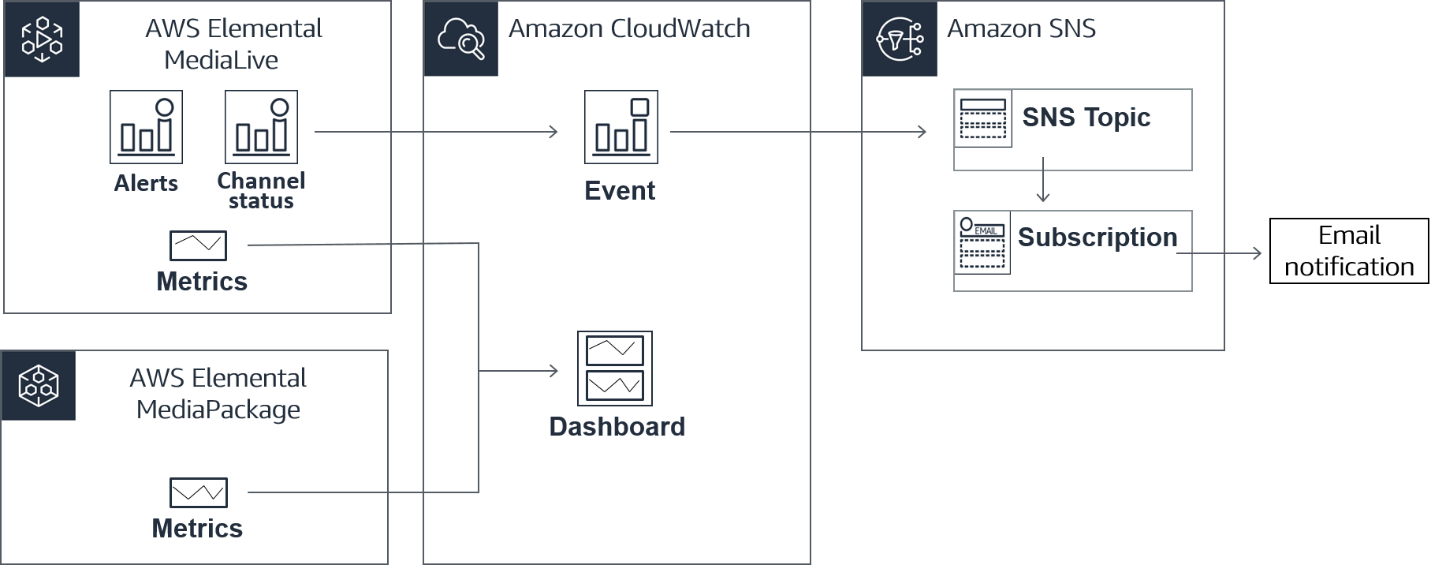 AWS Elemental
MediaLive
Alerts
Channel
status
Metrics
AWS Elemental
MediaPackage
Metrics
Amazon CloudWatch
Event
Dashboard
Amazon SNS
SNS Topic
EMAIL
Subscription
Email
notification